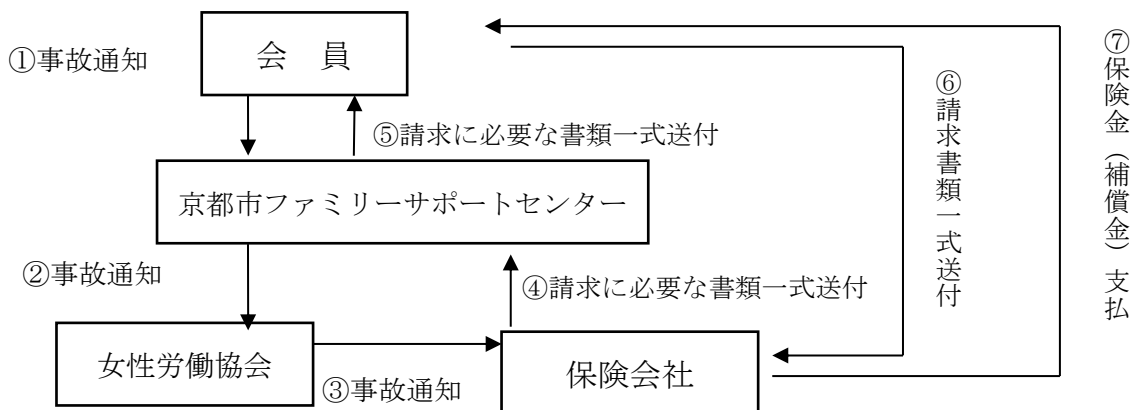 ①事故通知
会　員
⑤請求に必要な書類一式送付
京都市ファミリーサポートセンター
②事故通知
④請求に必要な書類一式送付
女性労働協会
③事故通知
保険会社
⑥請求書類一式送付
⑦保険金（補償金）支払